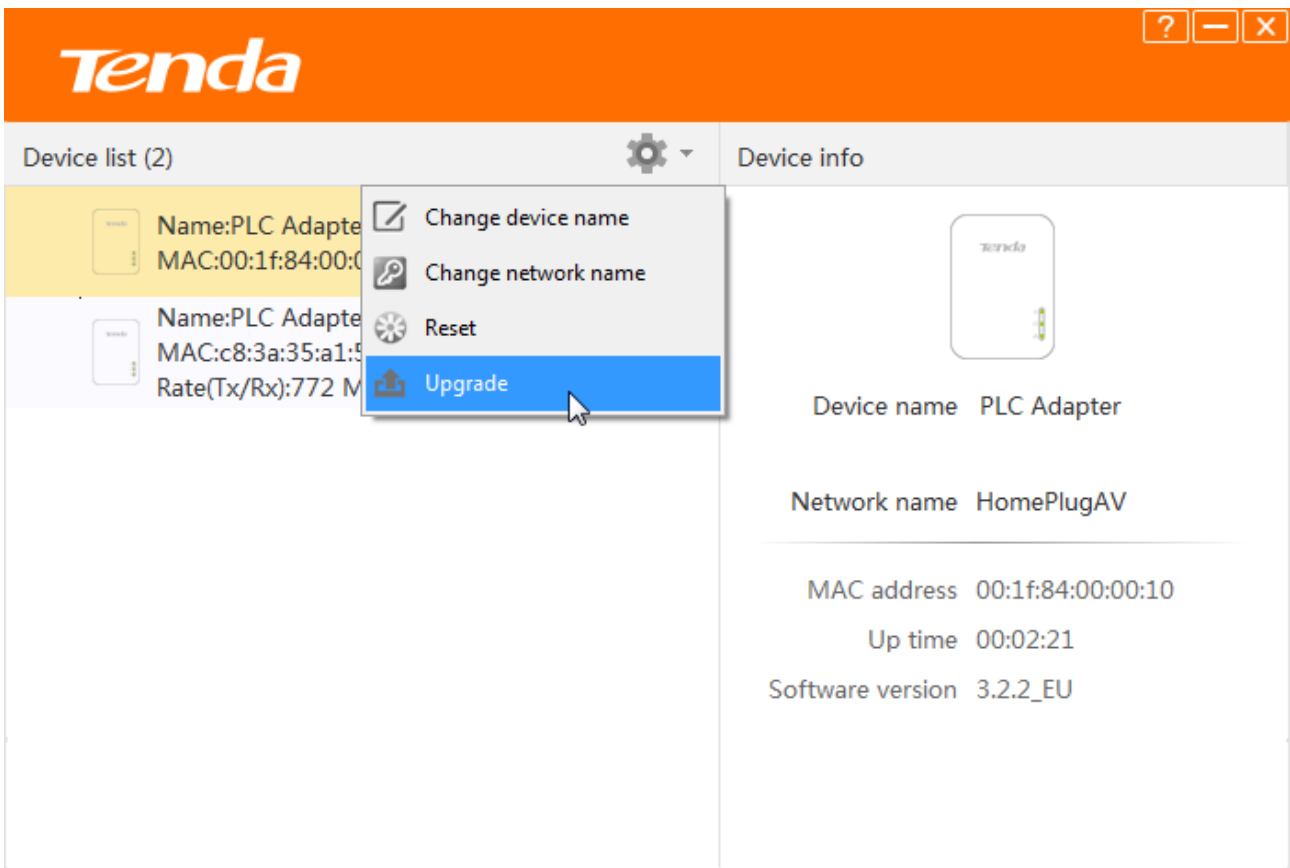 Tenda
Device list (2)
Device info
Name:PLC Adapte
MAC:00:1f:84:00:0
Name:PLC Adapte
MAC:c8:3a:35:a1:5
Rate(Tx/Rx):772 M
Change device name
Change network name
Reset
Upgrade
Tenda
Device name PLC Adapter
Network name HomePlugAV
MAC address 00:1f:84:00:00:10
Up time 00:02:21
Software version 3.2.2_EU